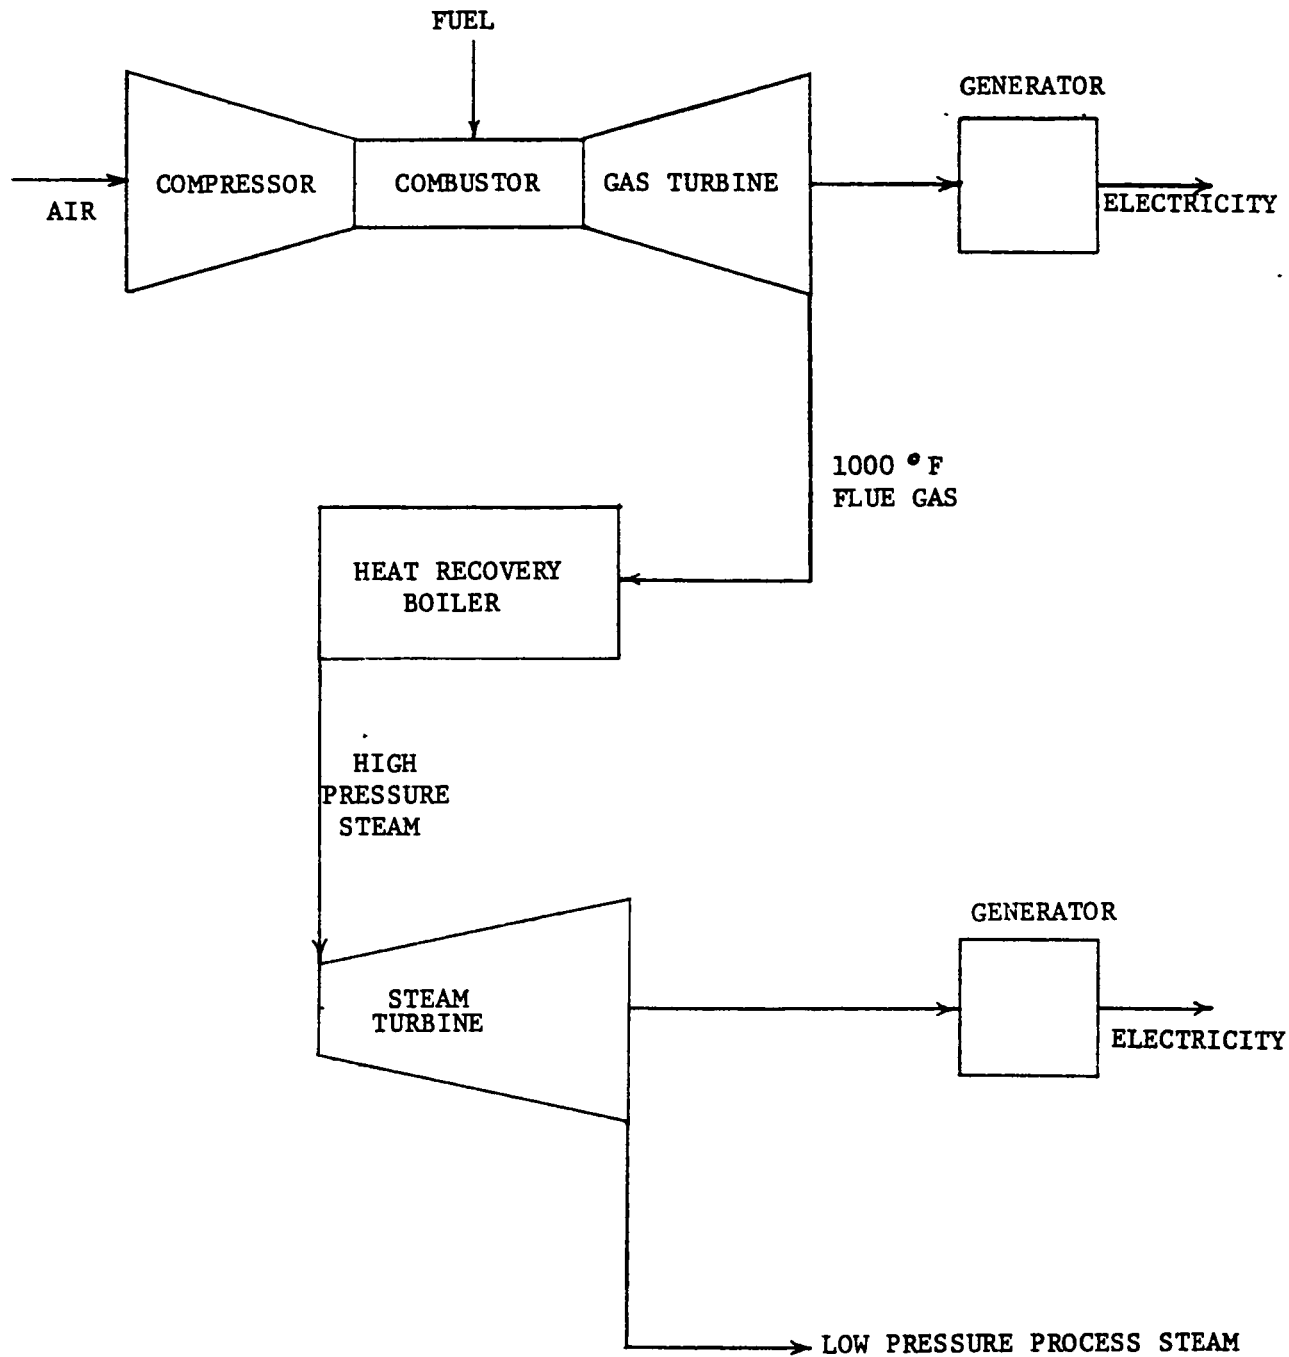 FUEL
GENERATOR
COMPRESSOR
COMBUSTOR
GAS TURBINE
AIR
ELECTRICITY
1000 °F
FLUE GAS
HEAT RECOVERY
BOILER
HIGH
PRESSURE
STEAM
GENERATOR
STEAM
TURBINE
ELECTRICITY
LOW PRESSURE PROCESS STEAM